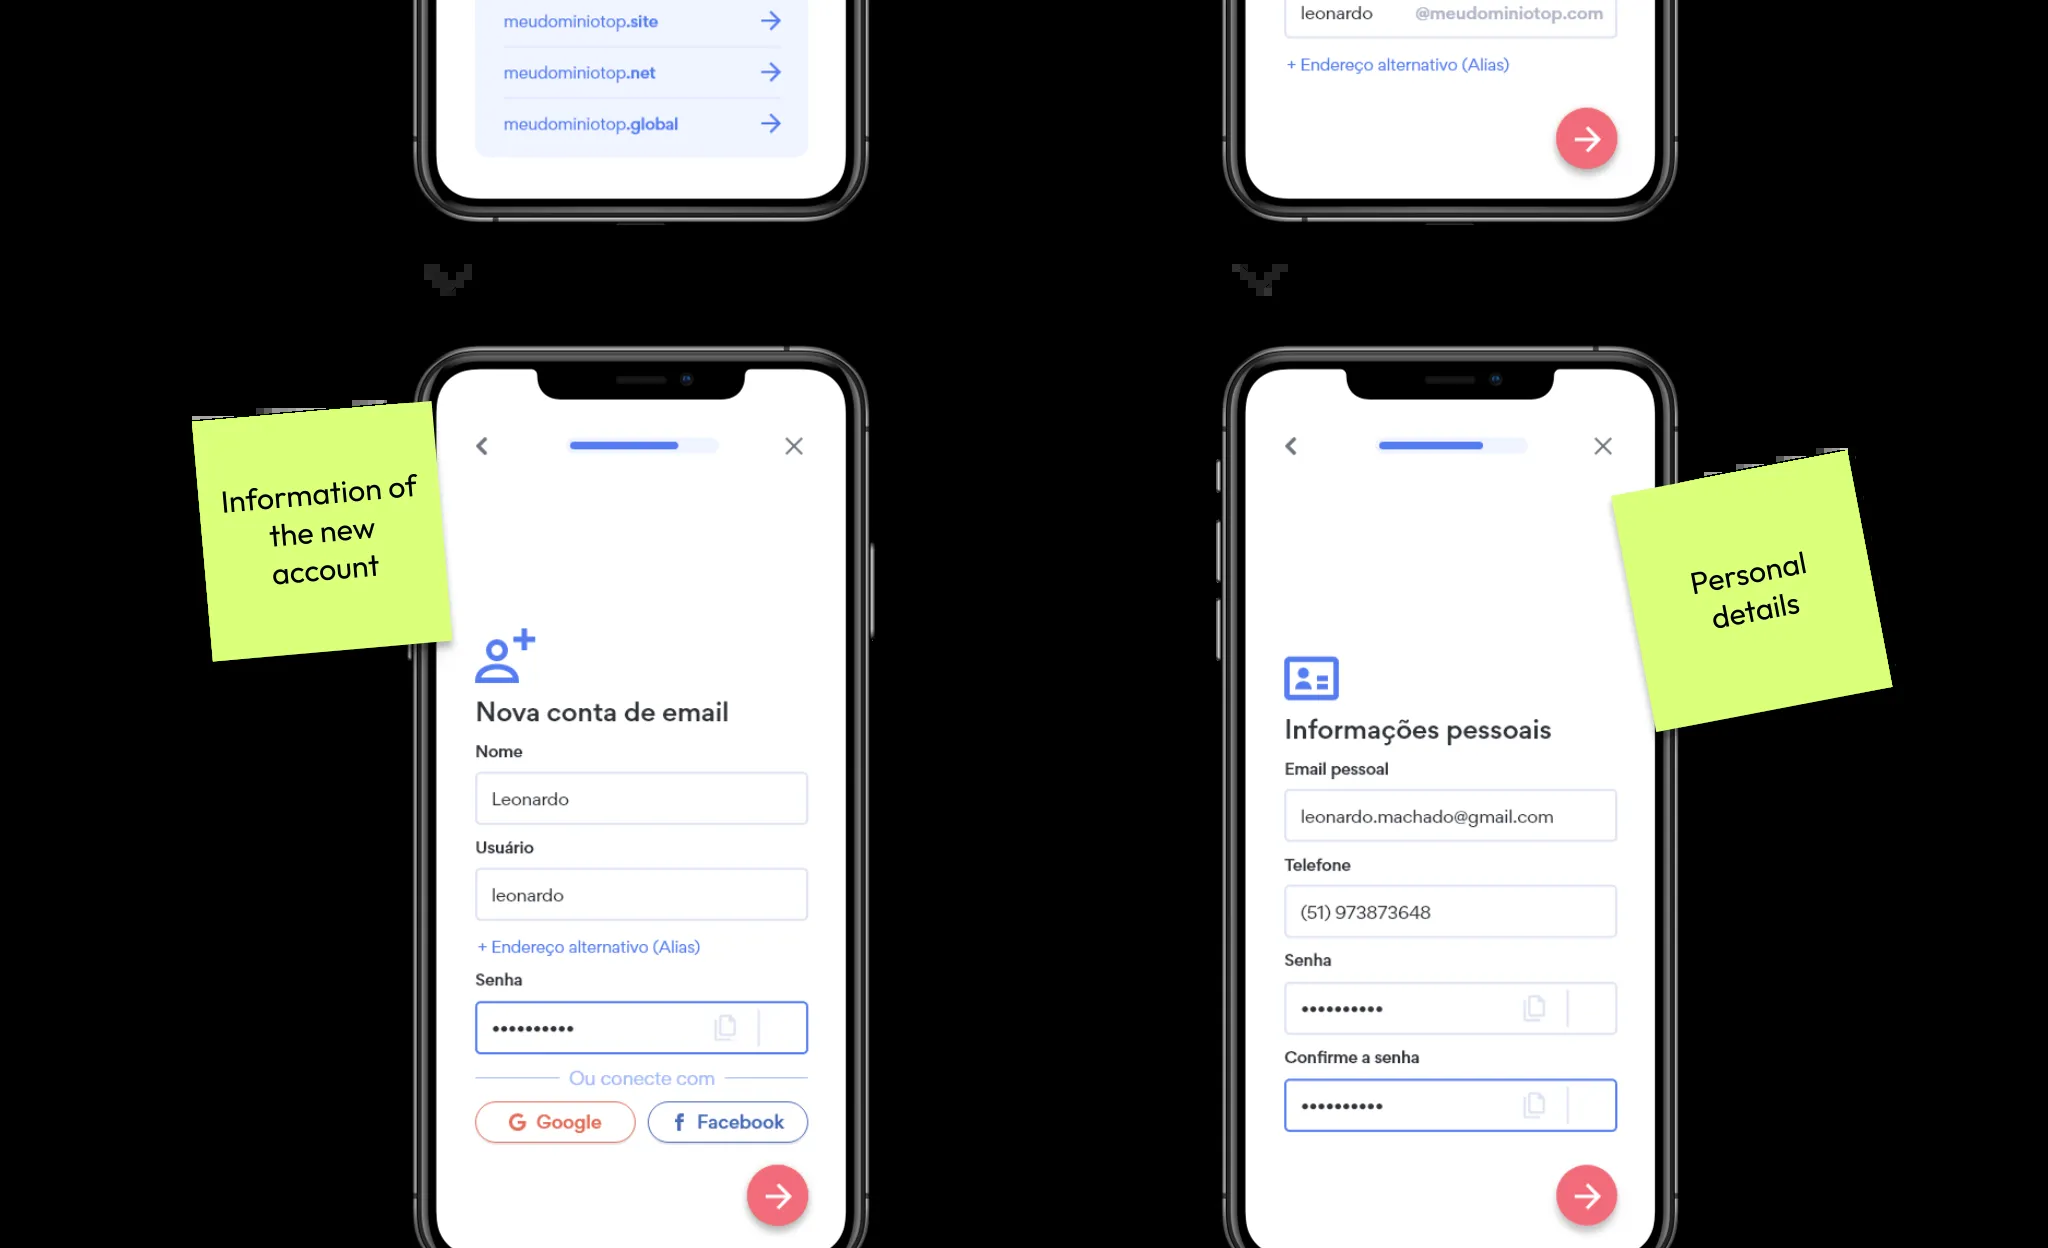 meudominiotop.site
meudominiotop.net
meudominiotop.global
leonardo @meudominiotop.com
+ Endereço alternativo (Alias)
Information of
the new
account
Nova conta de email
Nome
Leonardo
Usuário
leonardo
+ Endereço alternativo (Alias)
Senha
••••••••••
Ou conecte com
Google
Facebook
Personal
details
Informações pessoais
Email pessoal
leonardo.machado@gmail.com
Telefone
(51) 973873648
Senha
••••••••••
Confirme a senha
••••••••••